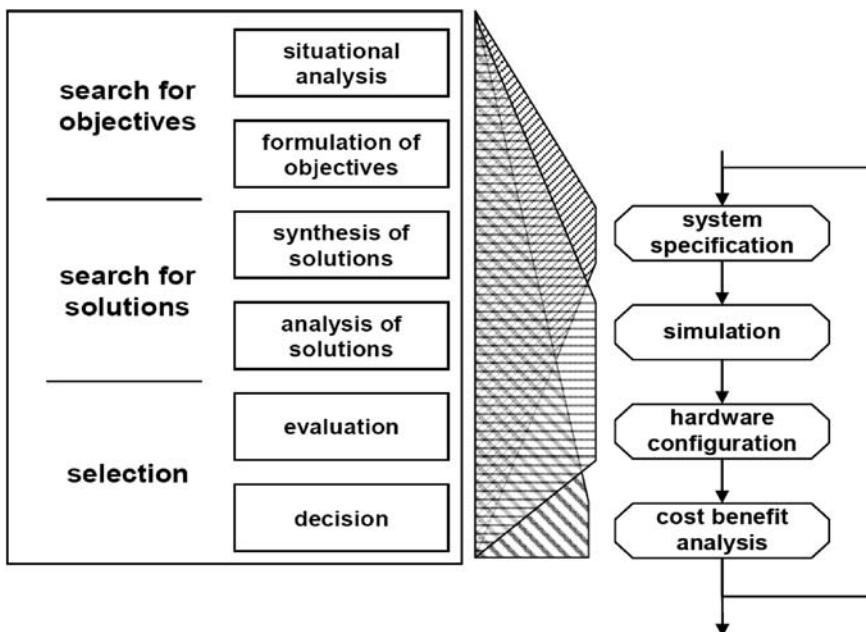 search for
objectives
situational
analysis
formulation of
objectives
search for
solutions
synthesis of
solutions
analysis of
solutions
selection
evaluation
decision
system
specification
simulation
hardware
configuration
cost benefit
analysis